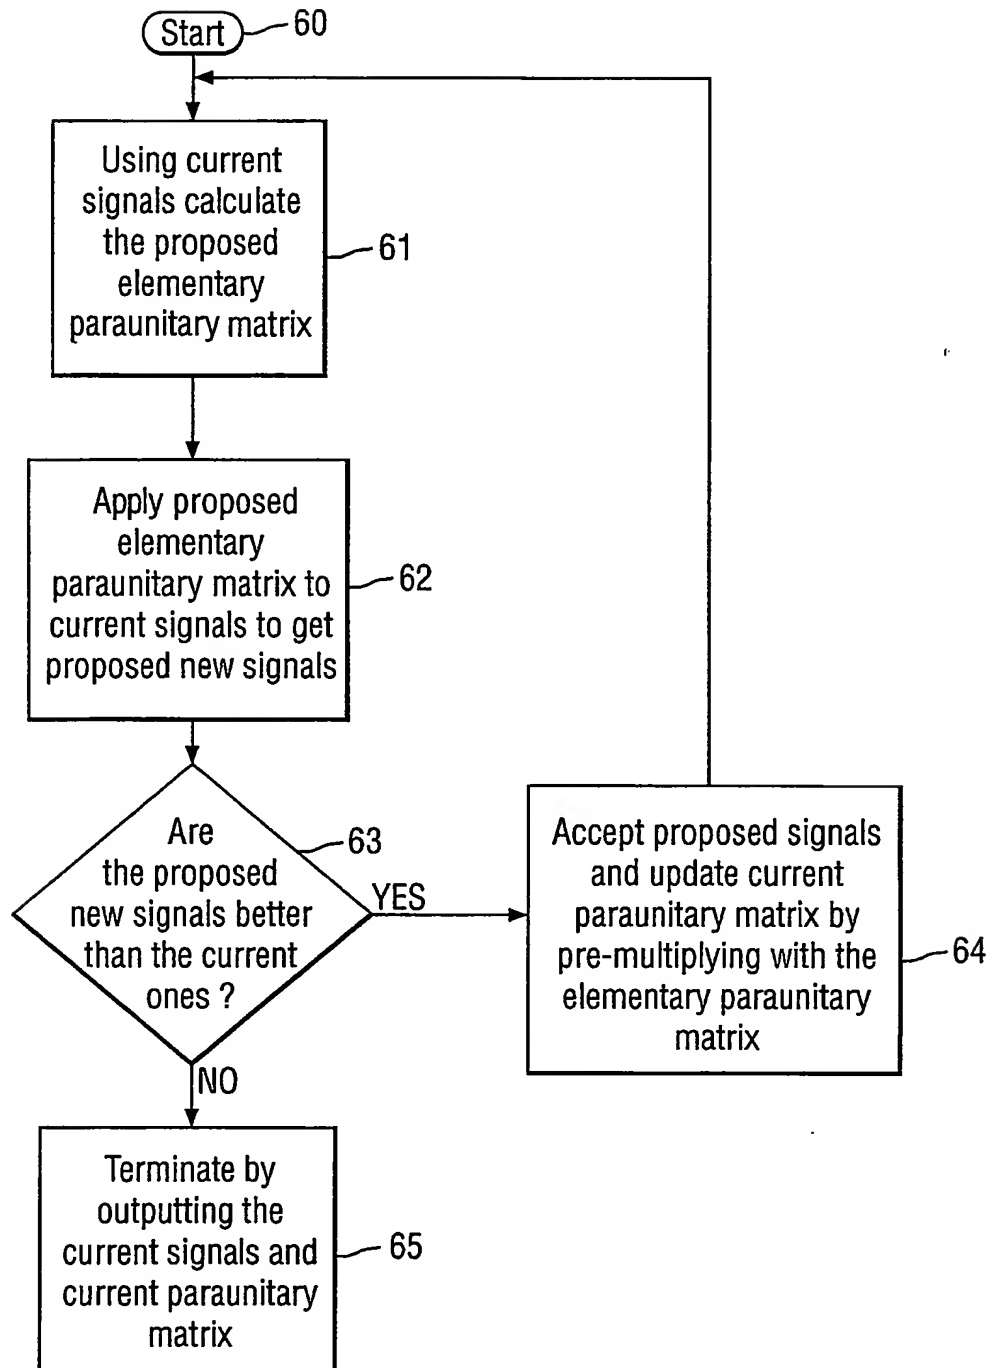 Start
60
Using current
signals calculate
the proposed
elementary
paraunitary matrix
61
Apply proposed
elementary
paraunitary matrix to
current signals to get
proposed new signals
62
Are
the proposed
new signals better
than the current
ones ?
63
YES
Accept proposed signals
and update current
paraunitary matrix by
pre-multiplying with the
elementary paraunitary
matrix
64
NO
Terminate by
outputting the
current signals and
current paraunitary
matrix
65